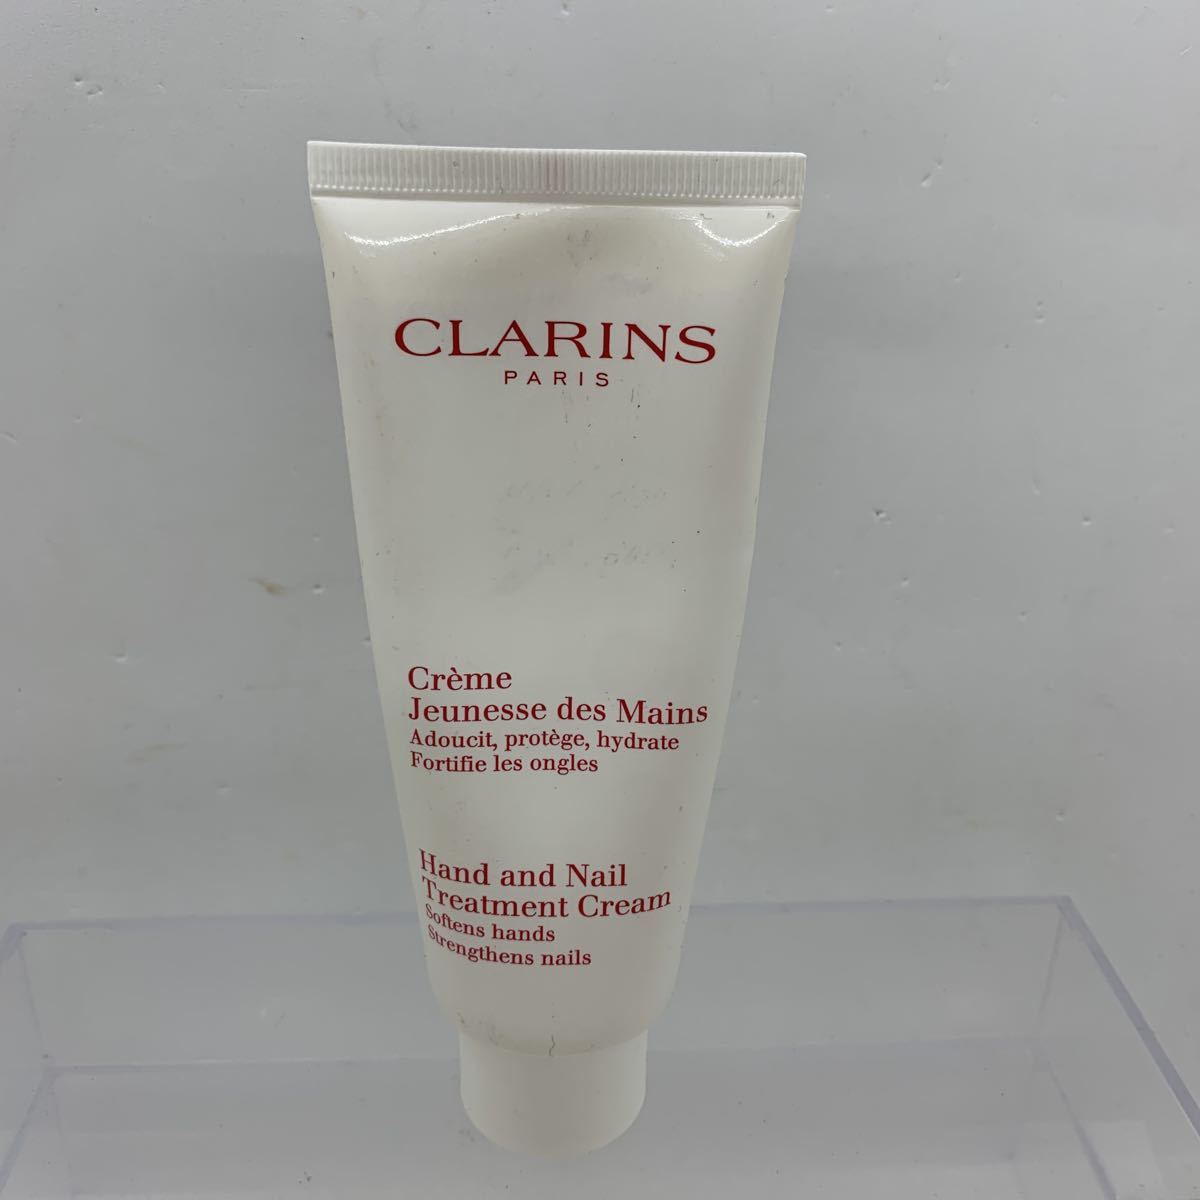 CLARINS
PARIS
Crème
Jeunesse des Mains
Adoucit, protège, hydrate
Fortifie les ongles
Hand and Nail
Treatment Cream
Softens hands
Strengthens nails